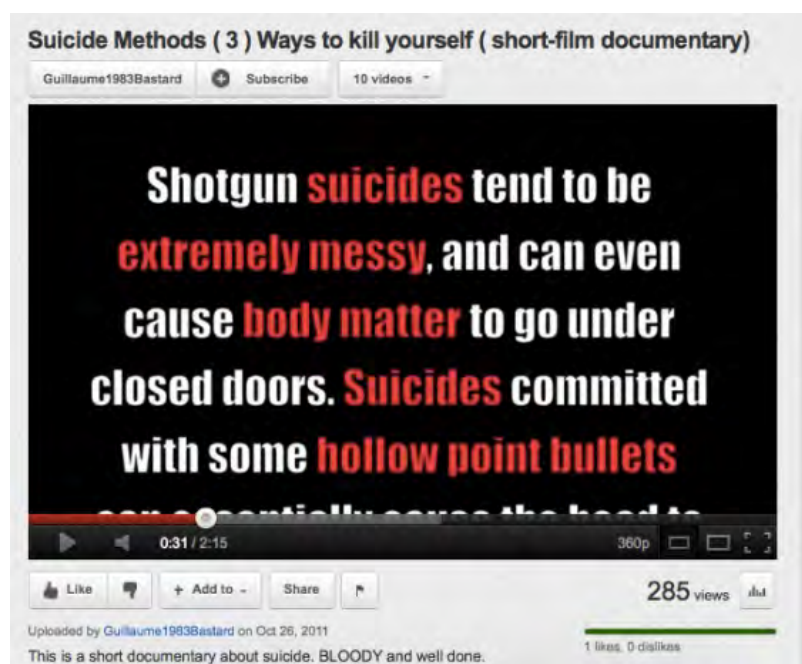 Suicide Methods ( 3 ) Ways to kill yourself ( short-film documentary)
Guillaume1983Bastard Subscribe 10 videos
Shotgun suicides tend to be
extremely messy, and can even
cause body matter to go under
closed doors. Suicides committed
with some hollow point bullets
0:31 / 2:15 360p
Like + Add to Share 285 views
Uploaded by Guillaume1983Bastard on Oct 26, 2011
1 likes, 0 dislikes
This is a short documentary about suicide. BLOODY and well done.